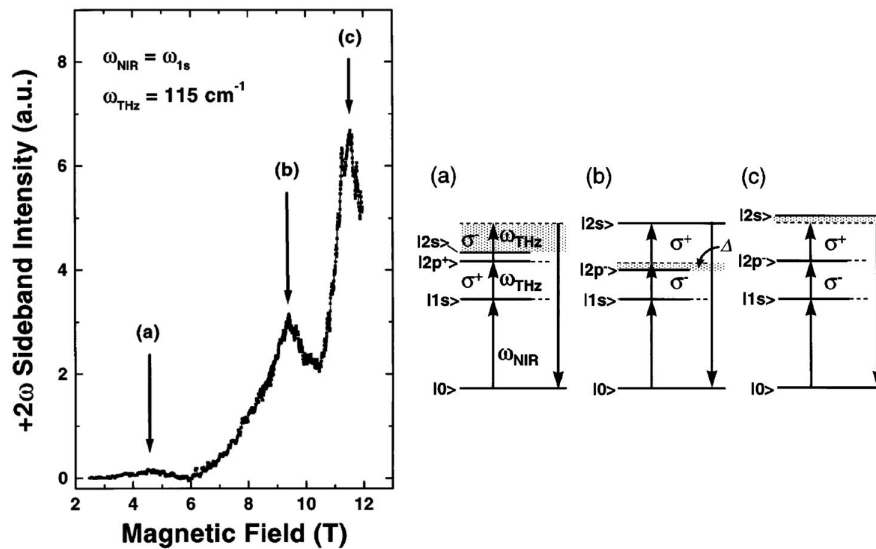 +2ω Sideband Intensity (a.u.)
8
6
4
2
0
2
4
6
8
10
12
Magnetic Field (T)
ω_NIR = ω_1s
ω_THz = 115 cm⁻¹
(a)
(b)
(c)
(a)
|2s>
|2p⁺>
|1s>
|0>
σ⁻
ω_THz
σ⁺
ω_THz
ω_NIR
(b)
|2s>
|2p⁻>
|1s>
|0>
σ⁺
Δ
σ⁻
(c)
|2s>
|2p⁻>
|1s>
|0>
σ⁺
σ⁻